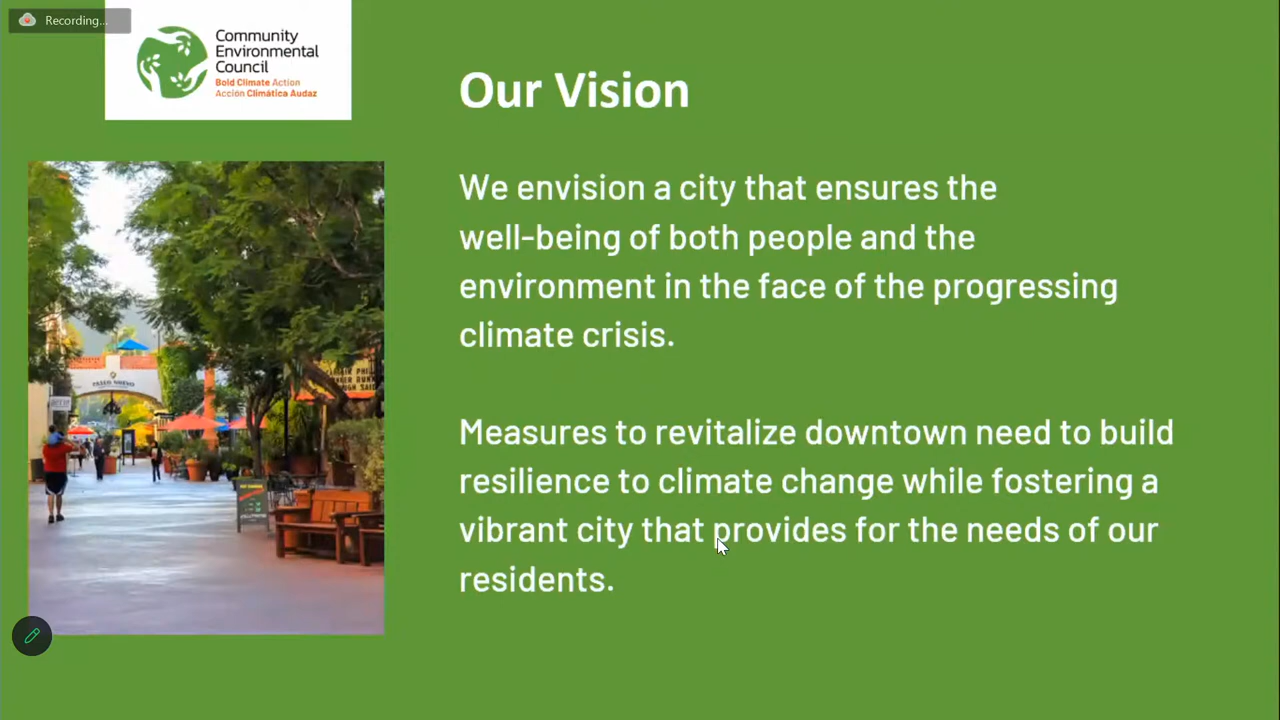 Recording...
Community
Environmental
Council
Bold Climate Action
Acción Climática Audaz
Our Vision
We envision a city that ensures the
well-being of both people and the
environment in the face of the progressing
climate crisis.
Measures to revitalize downtown need to build
resilience to climate change while fostering a
vibrant city that provides for the needs of our
residents.
PASEO NUEVO